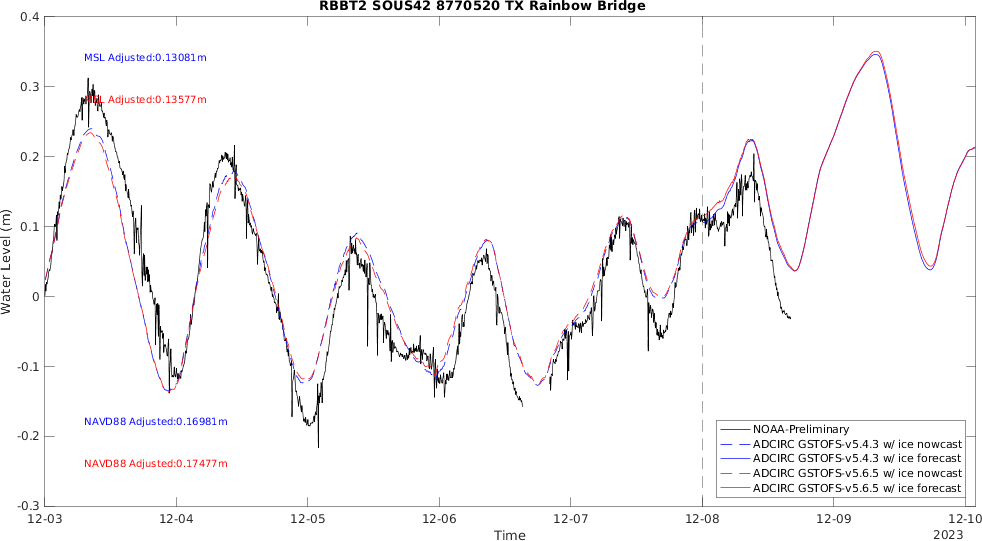 RBBT2 SOUS42 8770520 TX Rainbow Bridge
0.4
0.3
0.2
0.1
0
-0.1
-0.2
-0.3
Water Level (m)
MSL Adjusted:0.13081m
MSL Adjusted:0.13577m
NAVD88 Adjusted:0.16981m
NAVD88 Adjusted:0.17477m
NOAA-Preliminary
ADCIRC GSTOFS-v5.4.3 w/ ice nowcast
ADCIRC GSTOFS-v5.4.3 w/ ice forecast
ADCIRC GSTOFS-v5.6.5 w/ ice nowcast
ADCIRC GSTOFS-v5.6.5 w/ ice forecast
12-03 12-04 12-05 12-06 12-07 12-08 12-09 12-10
Time
2023